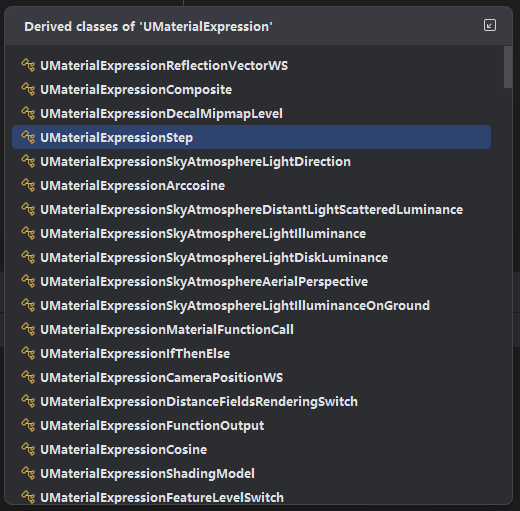 Derived classes of 'UMaterialExpression'
UMaterialExpressionReflectionVectorWS
UMaterialExpressionComposite
UMaterialExpressionDecalMipmapLevel
UMaterialExpressionStep
UMaterialExpressionSkyAtmosphereLightDirection
UMaterialExpressionArccosine
UMaterialExpressionSkyAtmosphereDistantLightScatteredLuminance
UMaterialExpressionSkyAtmosphereLightIlluminance
UMaterialExpressionSkyAtmosphereLightDiskLuminance
UMaterialExpressionSkyAtmosphereAerialPerspective
UMaterialExpressionSkyAtmosphereLightIlluminanceOnGround
UMaterialExpressionMaterialFunctionCall
UMaterialExpressionIfThenElse
UMaterialExpressionCameraPositionWS
UMaterialExpressionDistanceFieldsRenderingSwitch
UMaterialExpressionFunctionOutput
UMaterialExpressionCosine
UMaterialExpressionShadingModel
UMaterialExpressionFeatureLevelSwitch